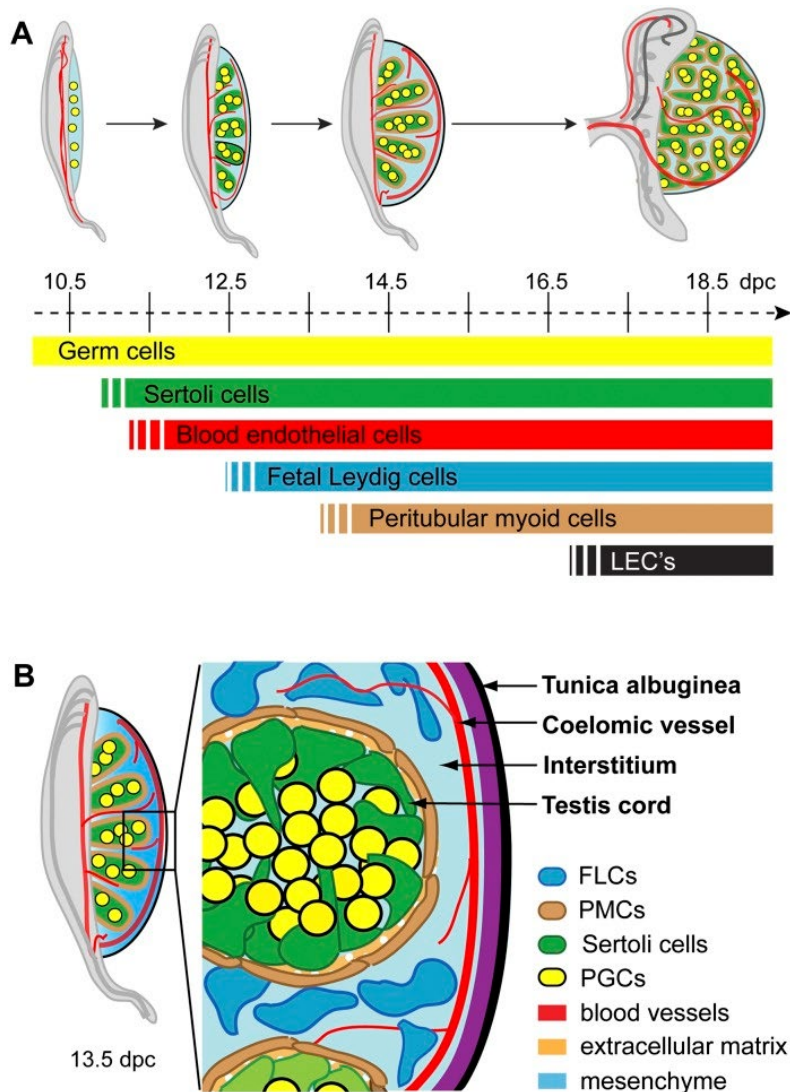 A
10.5 12.5 14.5 16.5 18.5 dpc
Germ cells
Sertoli cells
Blood endothelial cells
Fetal Leydig cells
Peritubular myoid cells
LEC's
B
Tunica albuginea
Coelomic vessel
Interstitium
Testis cord
FLCs
PMCs
Sertoli cells
PGCs
blood vessels
extracellular matrix
mesenchyme
13.5 dpc